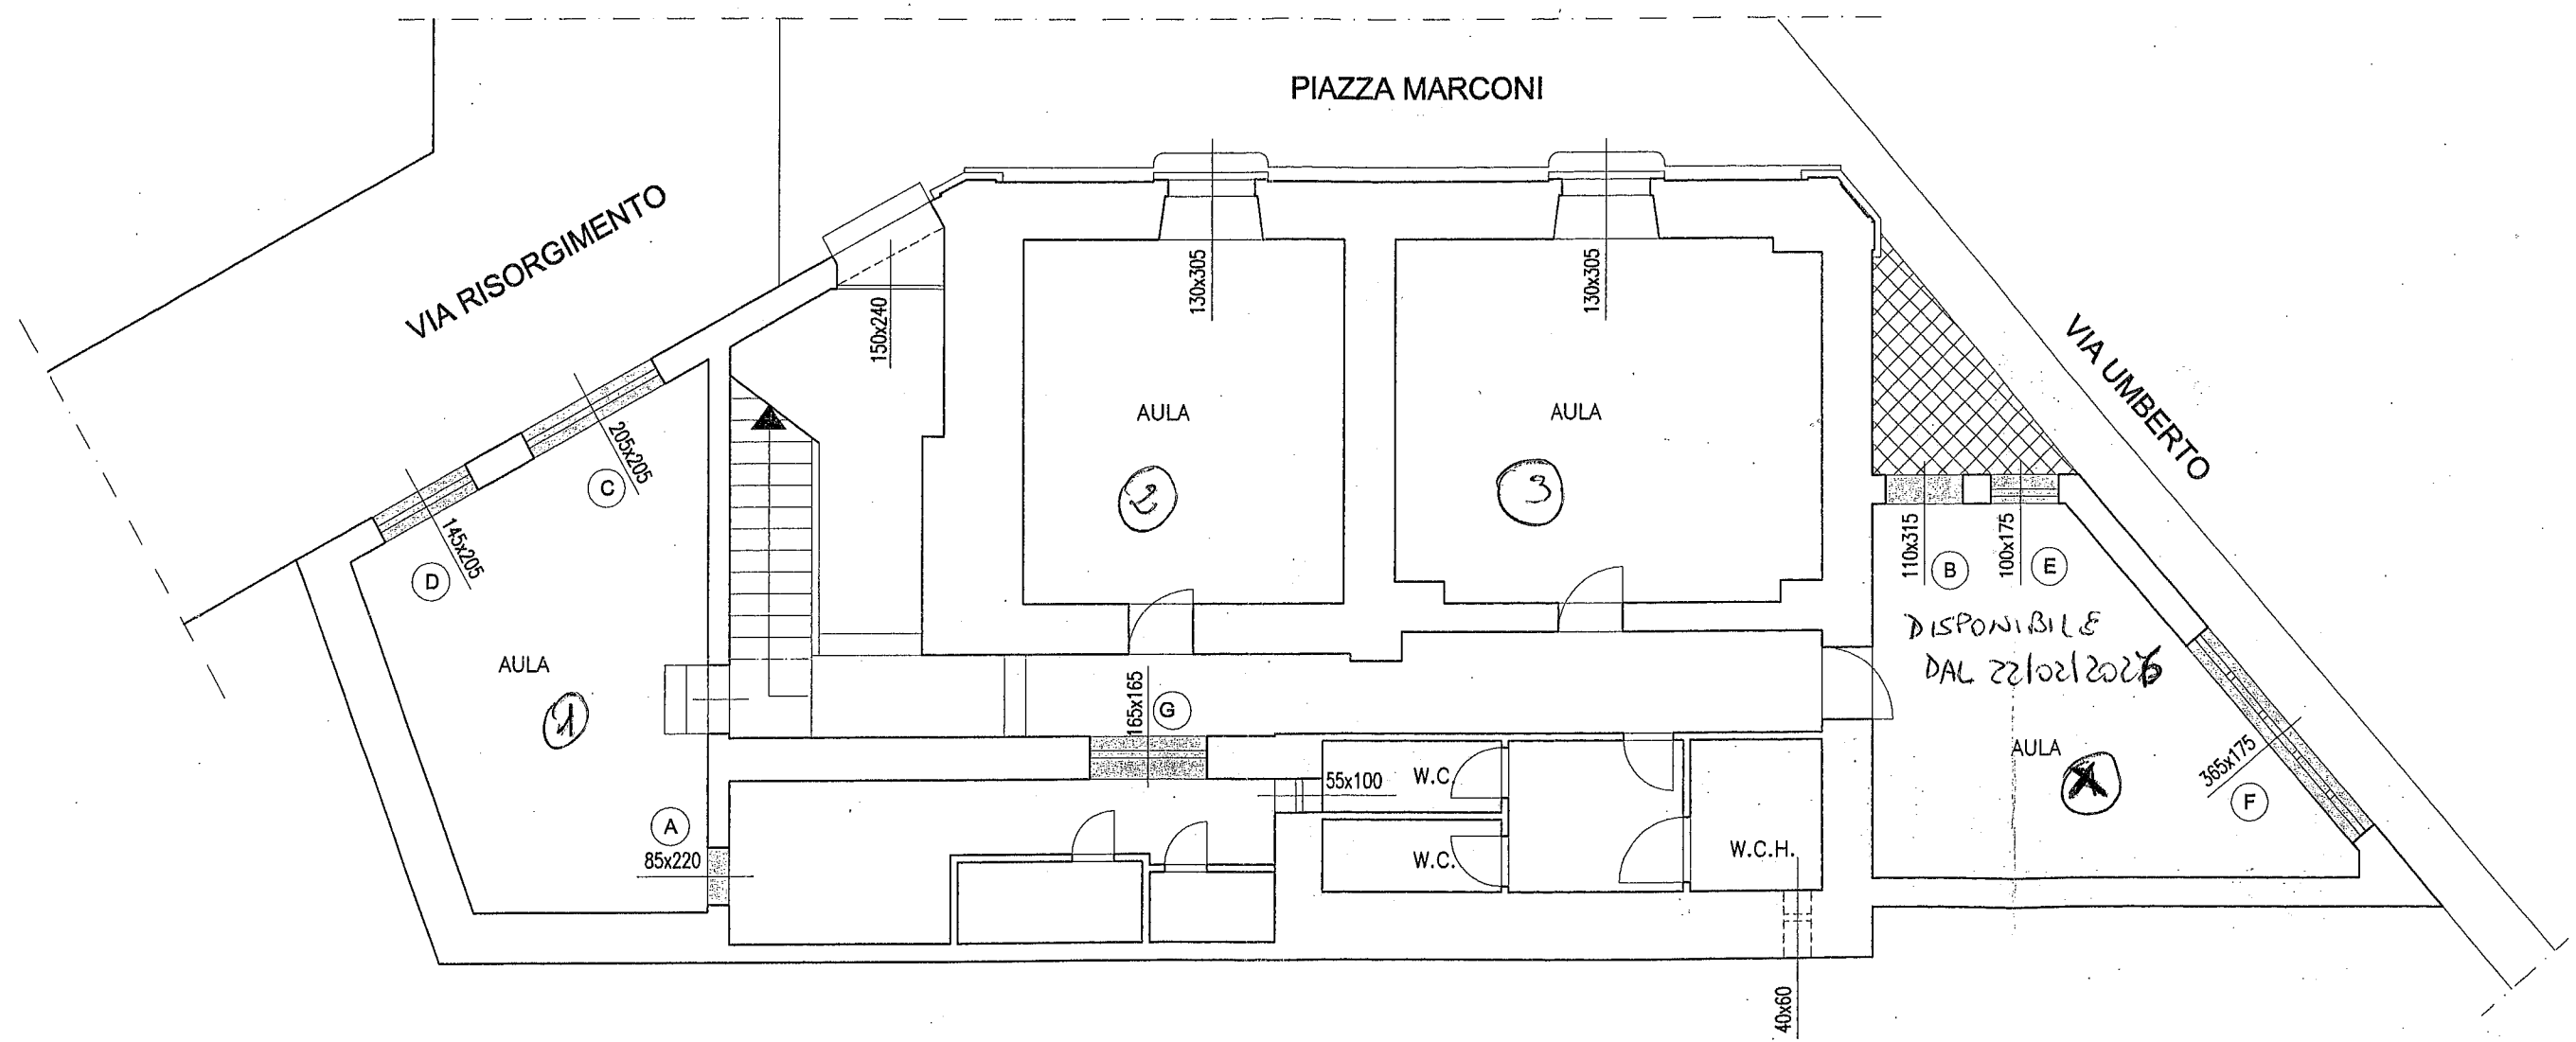 PIAZZA MARCONI
VIA RISORGIMENTO
VIA UMBERTO
150x240
130x305
130x305
205x205
C
145x205
D
AULA
2
AULA
3
110x315
B
100x175
E
DISPONIBILE
DAL 22/02/2026
AULA
1
165x165
G
AULA
365x175
F
55x100
W.C.
W.C.
W.C.H.
A
85x220
40x60